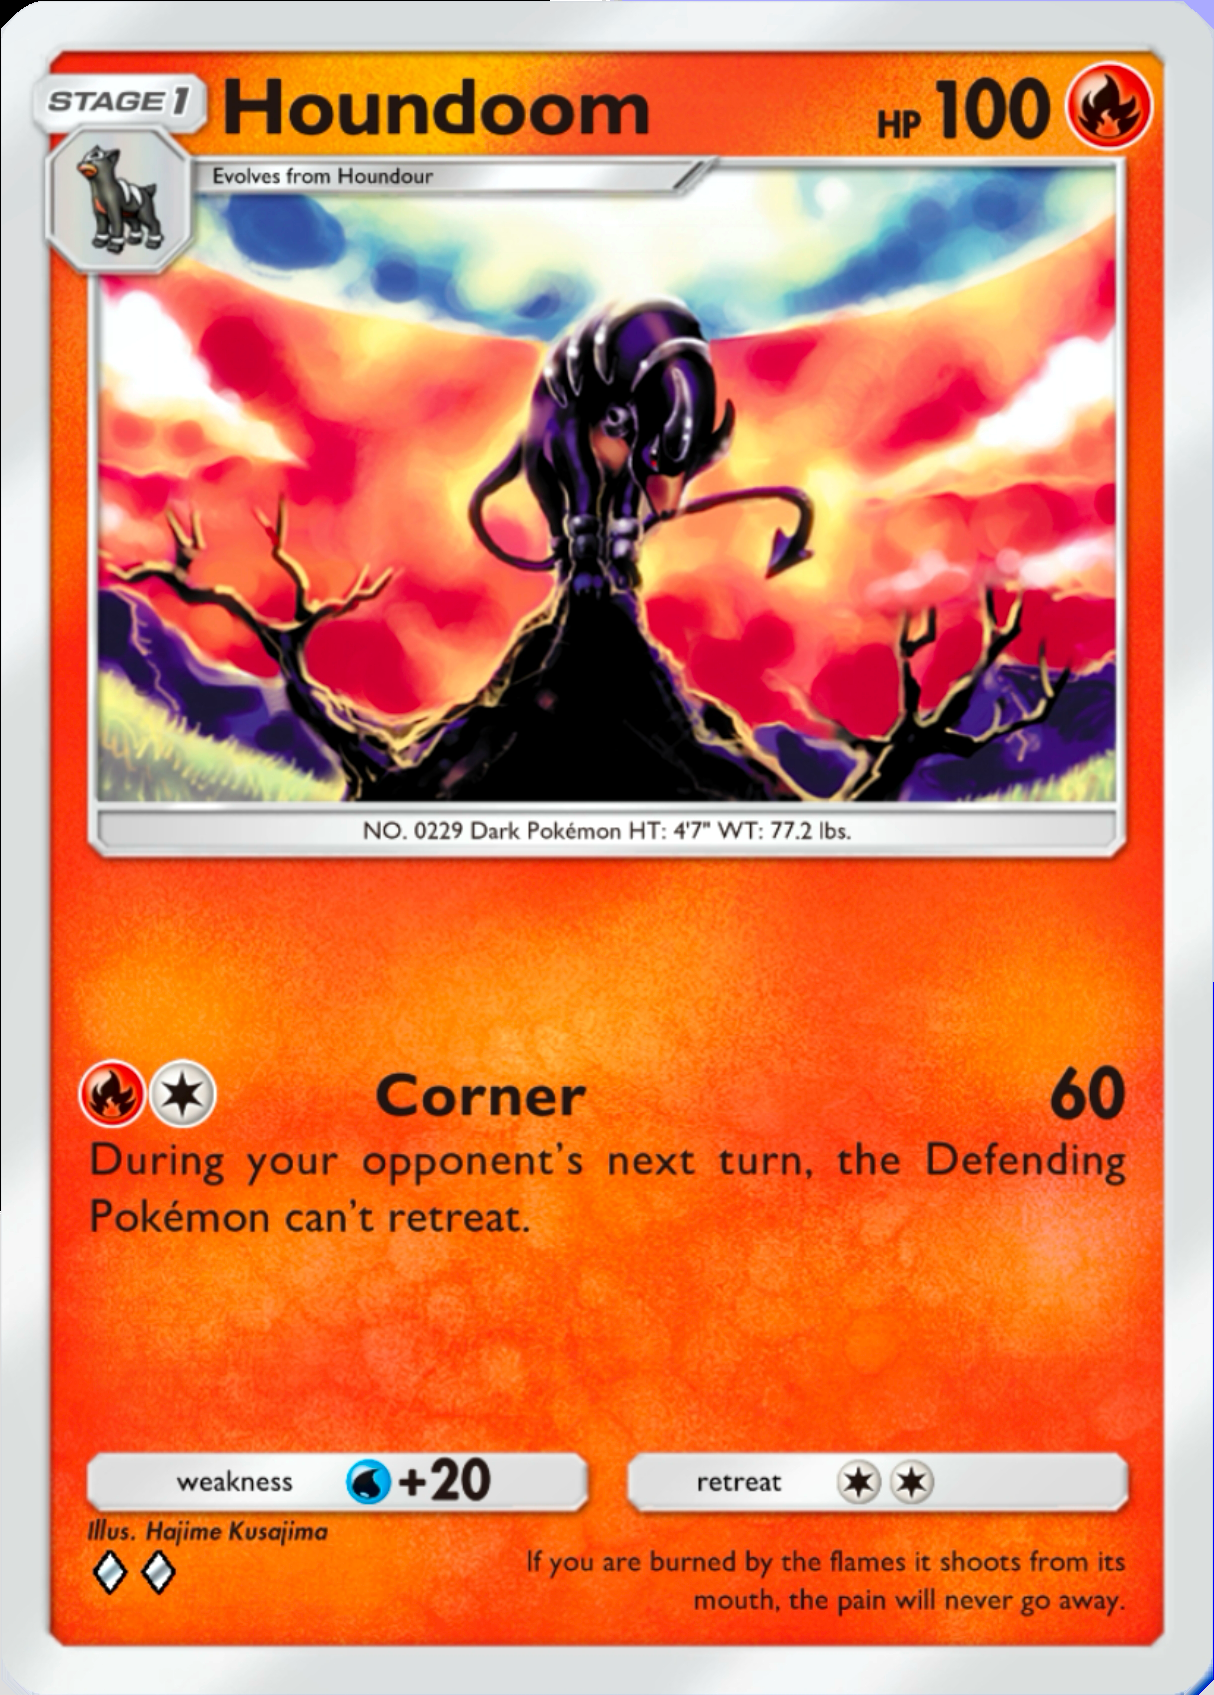 STAGE 1
Houndoom
HP 100
Evolves from Houndour
NO. 0229 Dark Pokémon HT: 4'7" WT: 77.2 lbs.
Corner 60
During your opponent's next turn, the Defending
Pokémon can't retreat.
weakness +20
retreat
Illus. Hajime Kusajima
If you are burned by the flames it shoots from its
mouth, the pain will never go away.